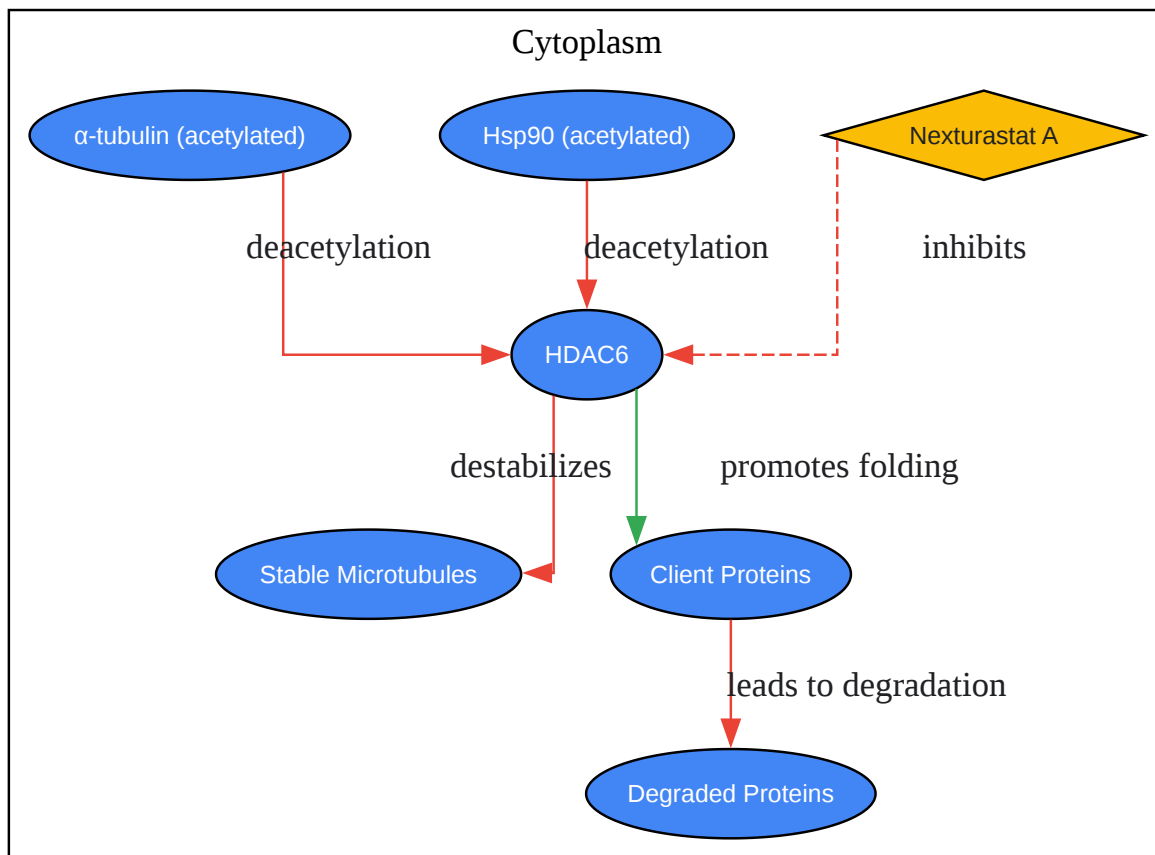 Cytoplasm
α-tubulin (acetylated)
Hsp90 (acetylated)
Nexturastat A
deacetylation
deacetylation
inhibits
HDAC6
destabilizes
promotes folding
Stable Microtubules
Client Proteins
leads to degradation
Degraded Proteins